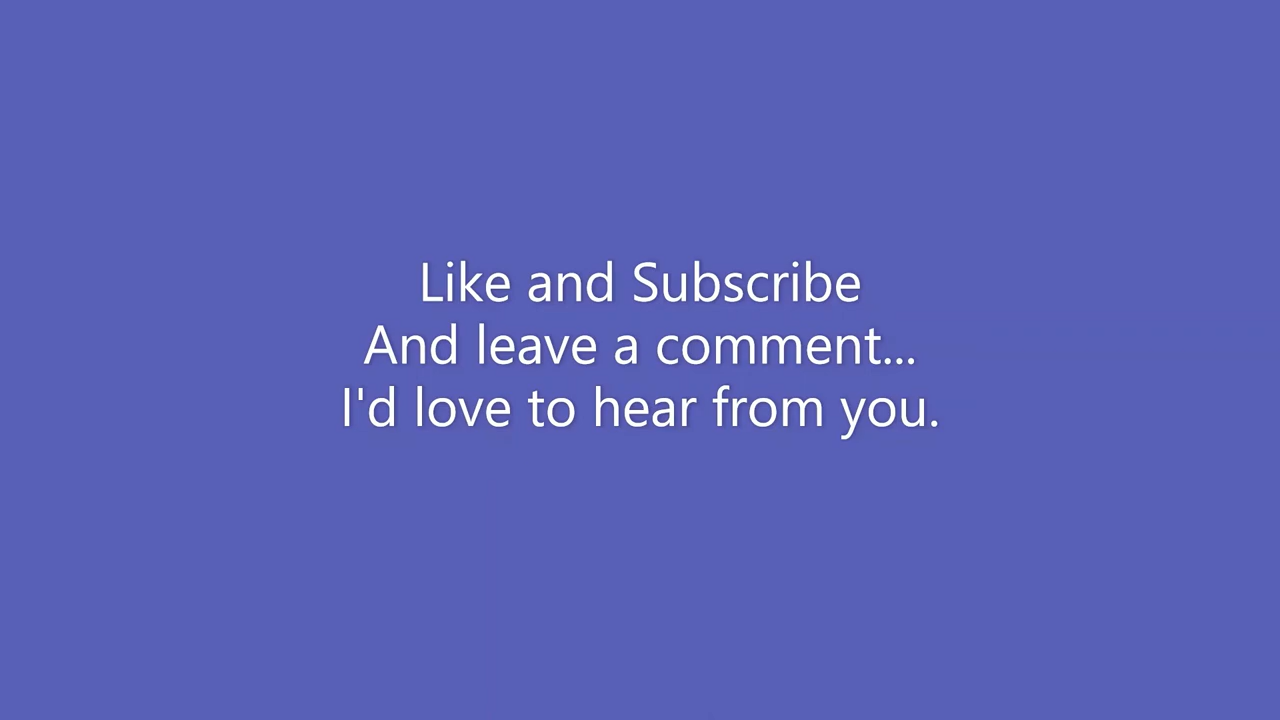 Like and Subscribe
And leave a comment...
I'd love to hear from you.